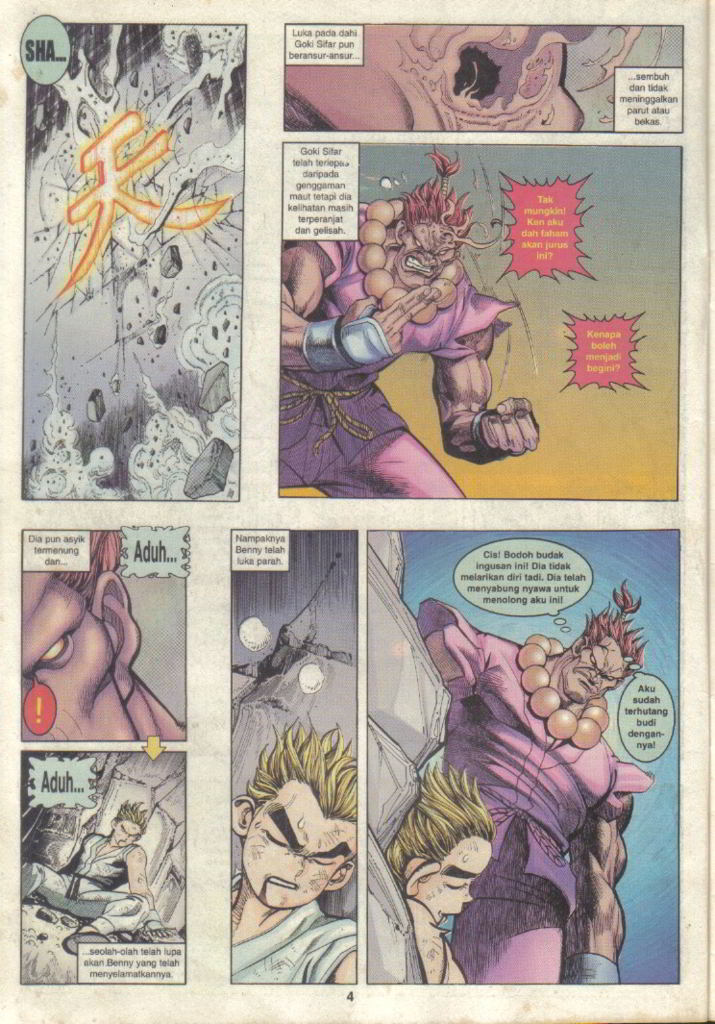 SHA...
天
Luka pada dahi
Goki Sifar pun
beransur-ansur...
...sembuh
dan tidak
meninggalkan
parut atau
bekas.
Goki Sifar
telah terlepas
daripada
genggaman
maut tetapi dia
kelihatan masih
terperanjat
dan gelisah.
Tak
mungkin!
Ken aku
dah faham
akan jurus
ini?
Kenapa
boleh
menjadi
begini?
Dia pun asyik
termenung
dan...
Aduh...
!
Aduh...
...seolah-olah telah lupa
akan Benny yang telah
menyelamatkannya.
Nampaknya
Benny telah
luka parah.
Cis! Bodoh budak
ingusan ini! Dia tidak
melarikan diri tadi. Dia telah
menyabung nyawa untuk
menolong aku ini!
Aku
sudah
terhutang
budi
dengan-
nya!
4